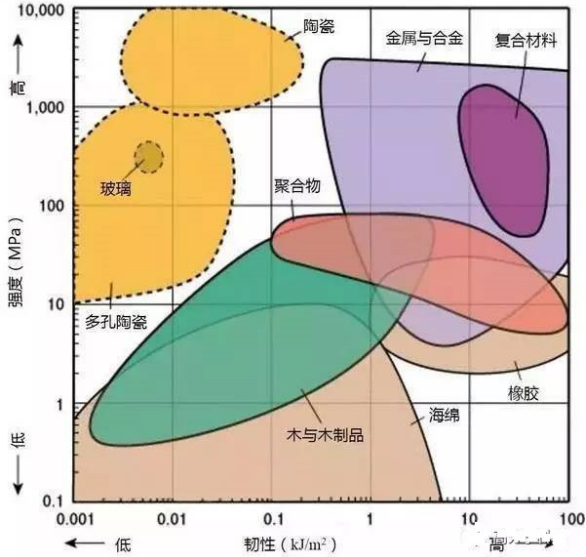 10,000
1,000
100
10
1
0.1
高
强度（MPa）
低
陶瓷
金属与合金
复合材料
玻璃
聚合物
多孔陶瓷
橡胶
海绵
木与木制品
0.001
0.01
0.1
1
10
100
低
韧性（kJ/m²）
高